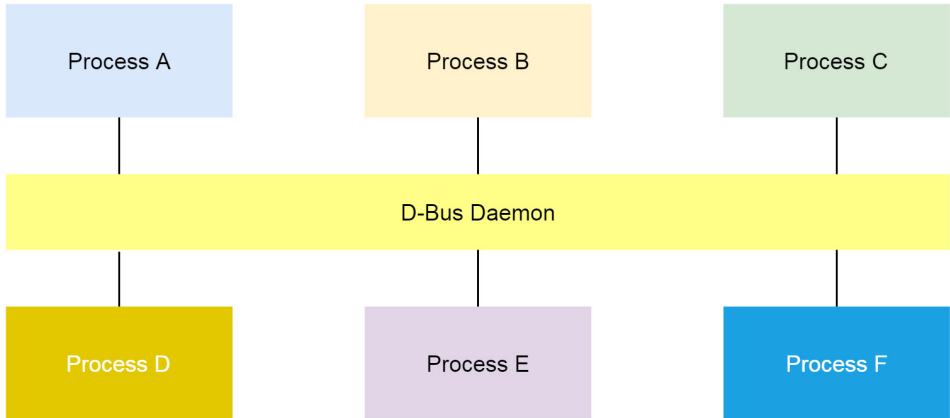 Process A
Process B
Process C
D-Bus Daemon
Process D
Process E
Process F